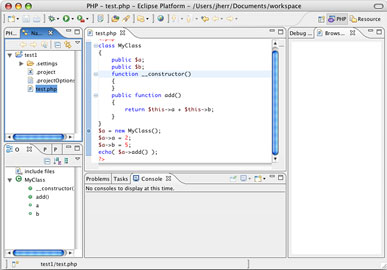 PHP - test.php - Eclipse Platform - /Users/jherr/Documents/workspace
PHP
Resource
PH...
Na...
test1
.settings
.project
.projectOptions
test.php
O
P
P
include files
MyClass
__constructor()
add()
a
b
test.php
<?php
class MyClass
{
public $a;
public $b;
function __constructor()
{
}
public function add()
{
return $this->a + $this->b;
}
}
$a = new MyClass();
$a->a = 2;
$a->b = 5;
echo( $a->add() );
?>
Problems
Tasks
Console
No consoles to display at this time.
Debug
Brows...
test1/test.php